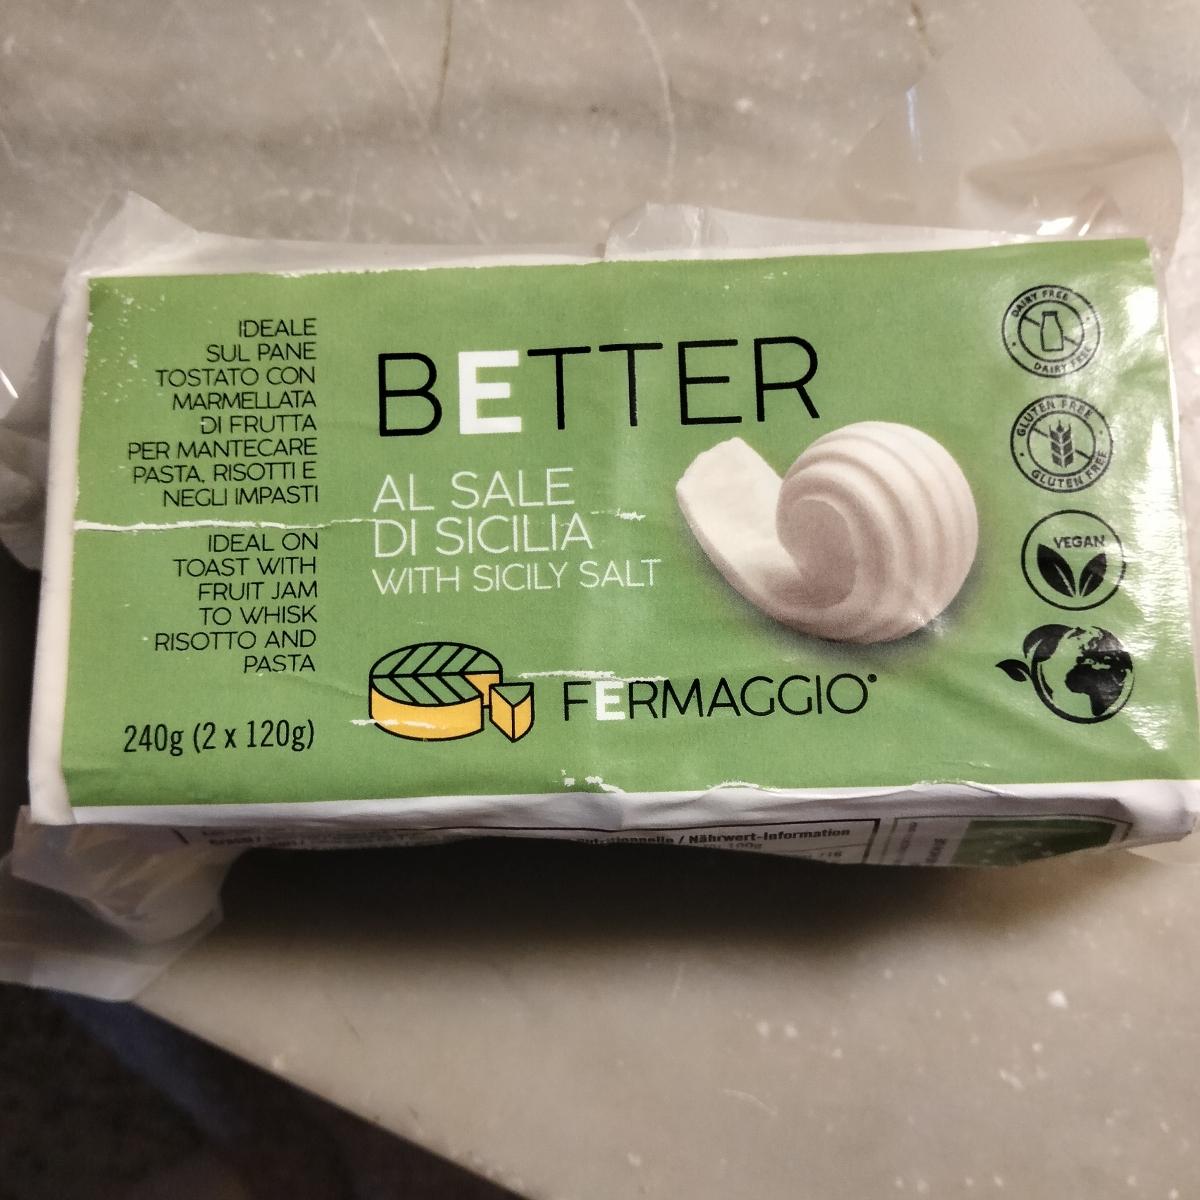 IDEALE
SUL PANE
TOSTATO CON
MARMELLATA
DI FRUTTA
PER MANTECARE
PASTA, RISOTTI E
NEGLI IMPASTI
IDEAL ON
TOAST WITH
FRUIT JAM
TO WHISK
RISOTTO AND
PASTA
240g (2 x 120g)
BETTER
AL SALE
DI SICILIA
WITH SICILY SALT
FERMAGGIO
DAIRY FREE
DAIRY FREE
GLUTEN FREE
GLUTEN FREE
VEGAN
/ Nährwert-Information
100g